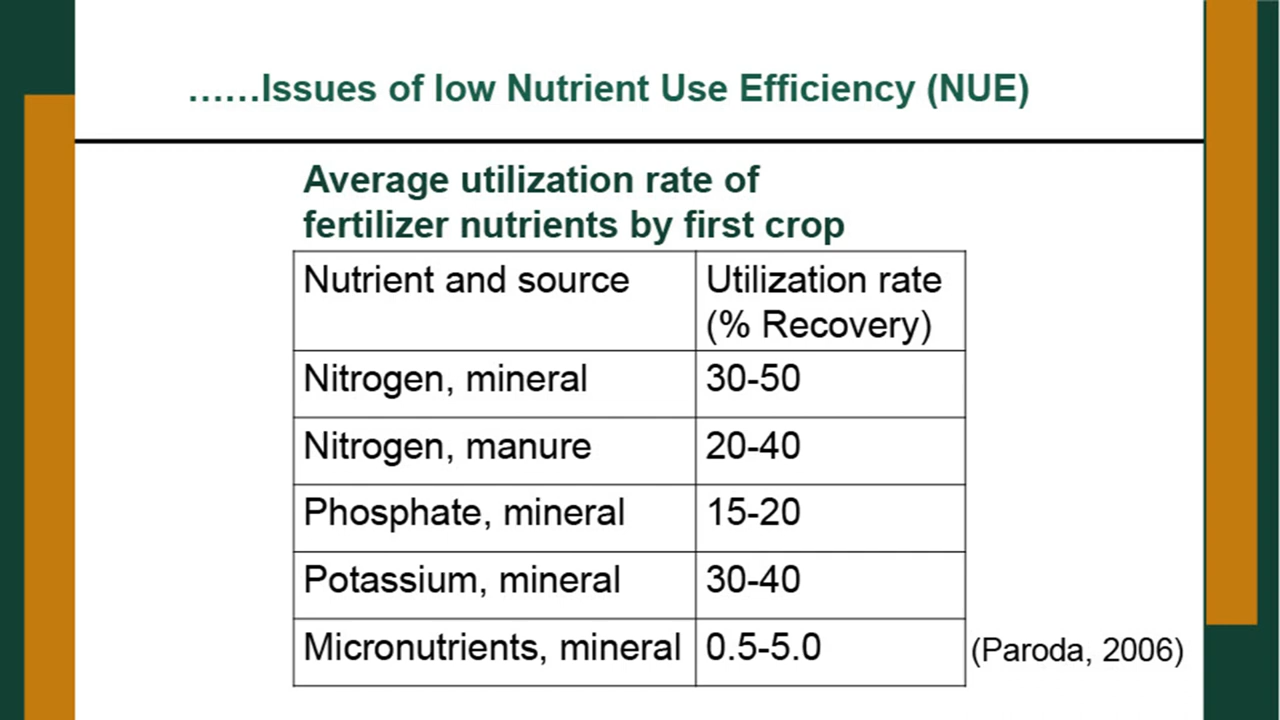 ......Issues of low Nutrient Use Efficiency (NUE)
Average utilization rate of
fertilizer nutrients by first crop
Nutrient and source
Utilization rate
(% Recovery)
Nitrogen, mineral
30-50
Nitrogen, manure
20-40
Phosphate, mineral
15-20
Potassium, mineral
30-40
Micronutrients, mineral
0.5-5.0
(Paroda, 2006)